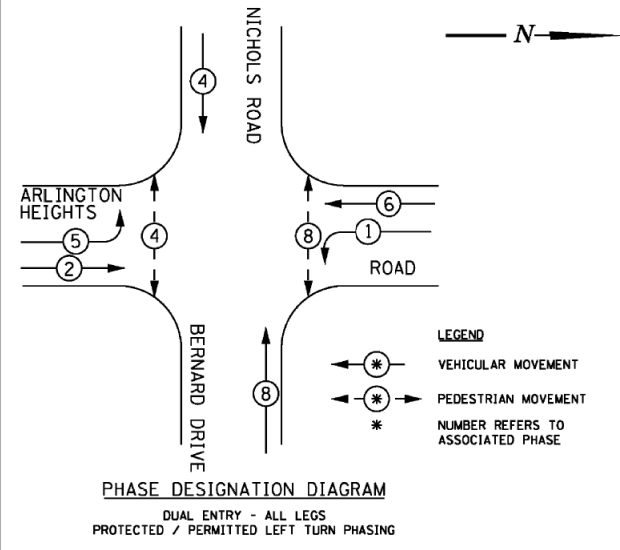 NICHOLS ROAD
N
4
ARLINGTON
HEIGHTS
6
5
4
8
1
2
ROAD
BERNARD DRIVE
8
LEGEND
* VEHICULAR MOVEMENT
* PEDESTRIAN MOVEMENT
* NUMBER REFERS TO
ASSOCIATED PHASE
PHASE DESIGNATION DIAGRAM
DUAL ENTRY - ALL LEGS
PROTECTED / PERMITTED LEFT TURN PHASING